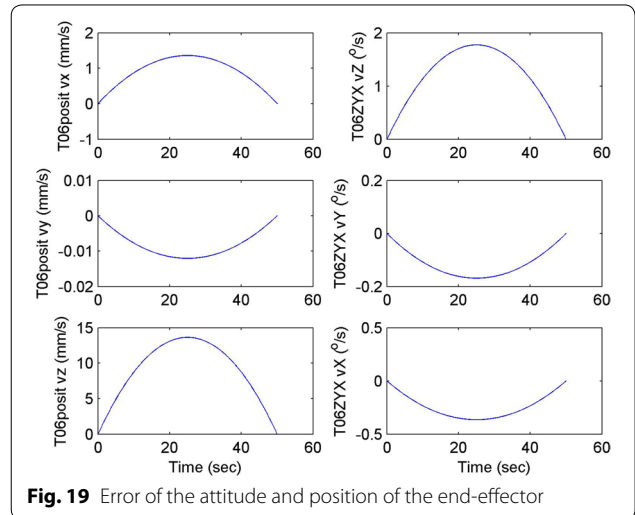 2
1
0
-1
T06posit vx (mm/s)
0 20 40 60
2
1
0
T06ZYX vZ (°/s)
0 20 40 60
0.01
0
-0.01
-0.02
T06posit vy (mm/s)
0 20 40 60
0.2
0
-0.2
T06ZYX vY (°/s)
0 20 40 60
15
10
5
0
T06posit vz (mm/s)
0 20 40 60
Time (sec)
0.5
0
-0.5
T06ZYX vX (°/s)
0 20 40 60
Time (sec)
Fig. 19 Error of the attitude and position of the end-effector